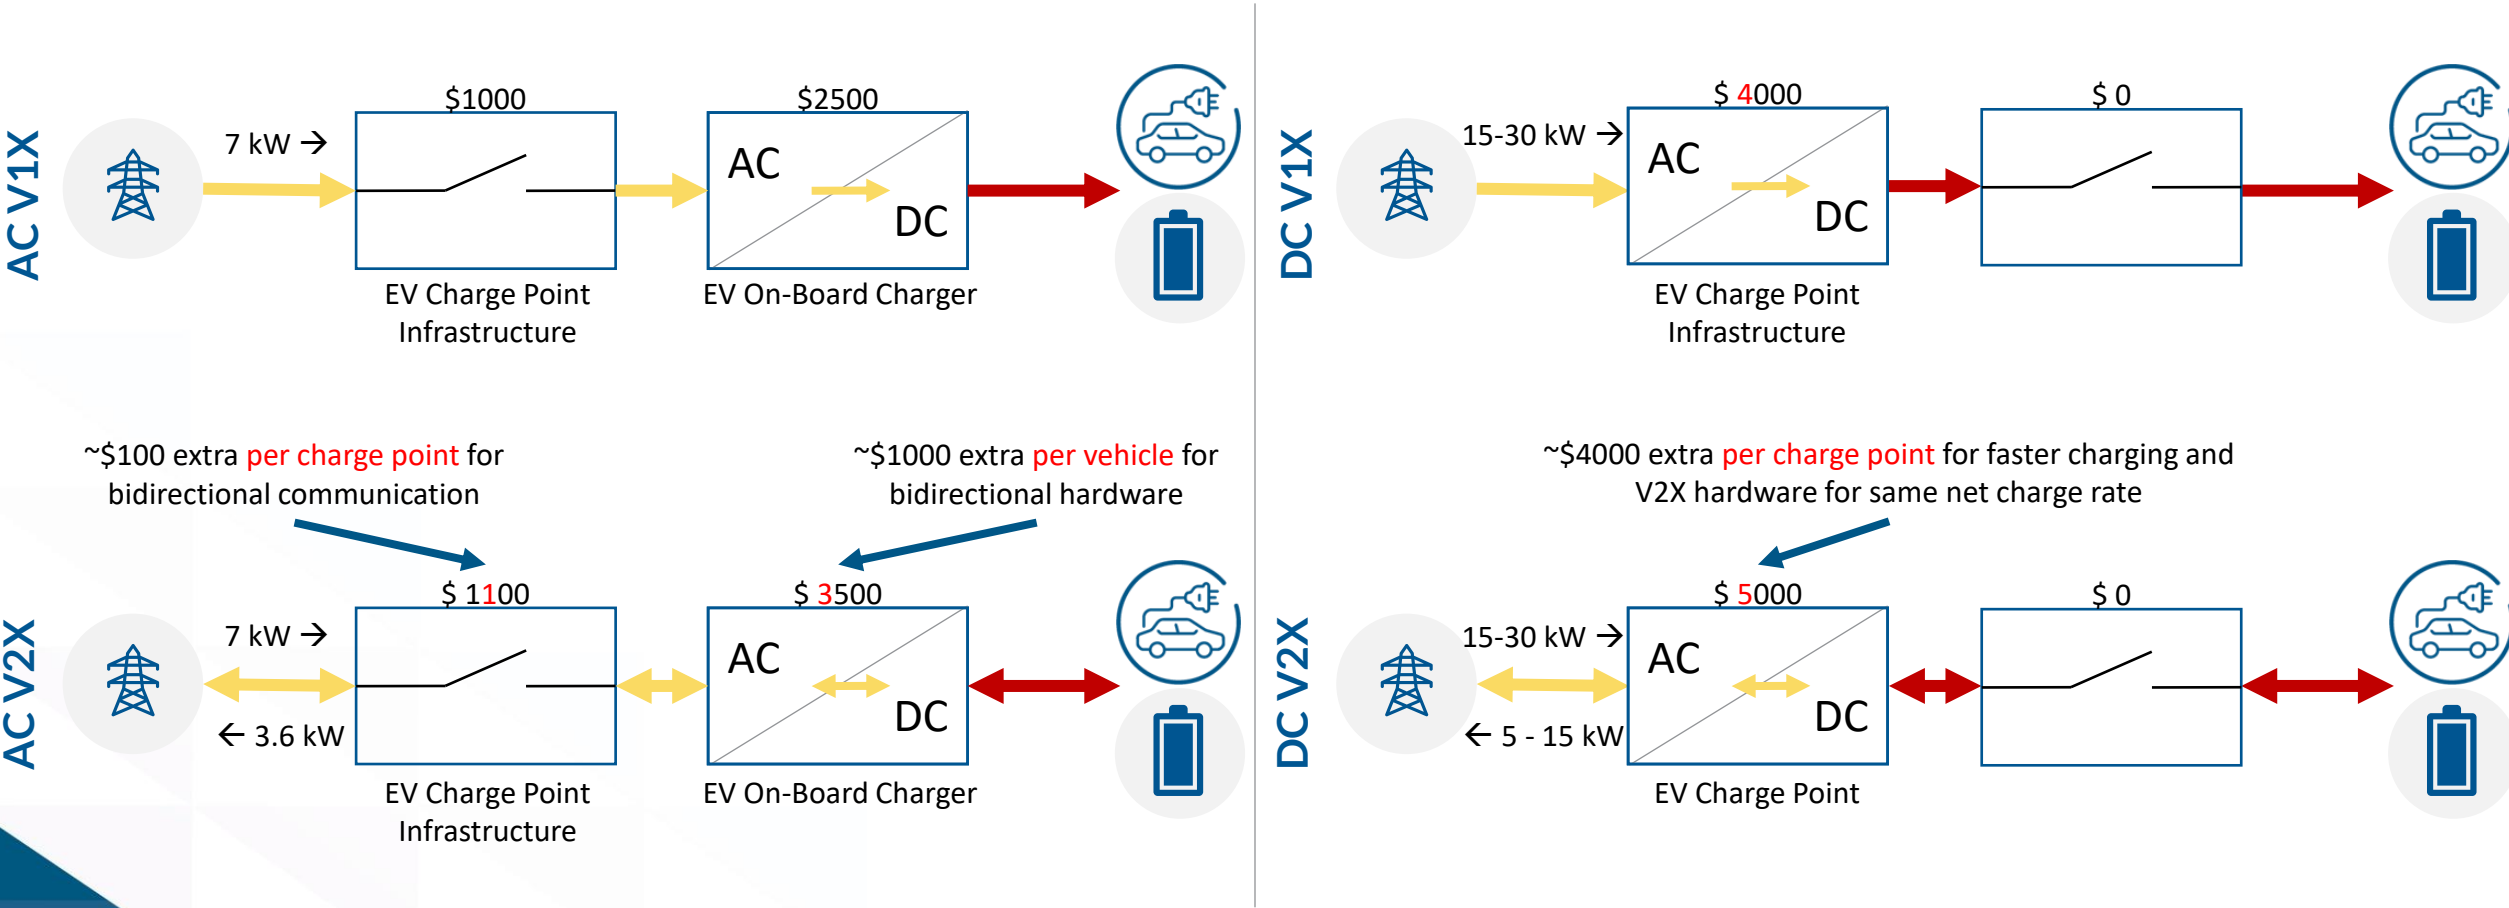 AC V1X
7 kW →
$1000
$2500
AC
DC
EV Charge Point
Infrastructure
EV On-Board Charger
DC V1X
15-30 kW →
$ 4000
$ 0
AC
DC
EV Charge Point
Infrastructure
~$100 extra per charge point for
bidirectional communication
~$1000 extra per vehicle for
bidirectional hardware
AC V2X
7 kW →
← 3.6 kW
$ 1100
$ 3500
AC
DC
EV Charge Point
Infrastructure
EV On-Board Charger
~$4000 extra per charge point for faster charging and
V2X hardware for same net charge rate
DC V2X
15-30 kW →
← 5 - 15 kW
$ 5000
$ 0
AC
DC
EV Charge Point